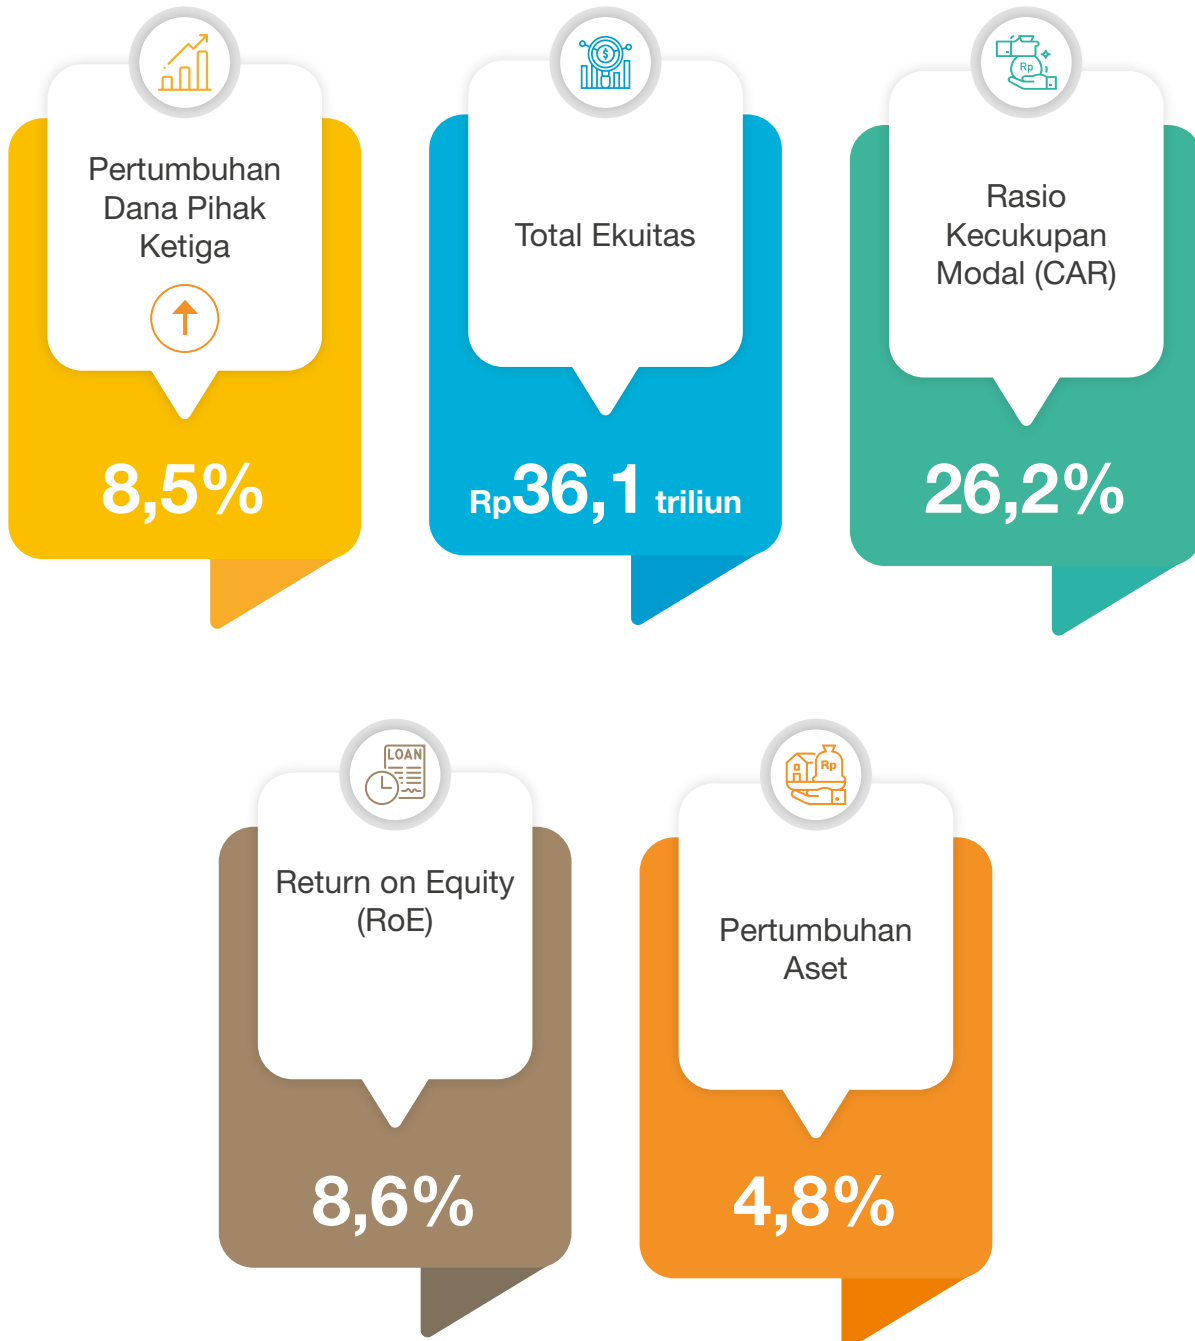 Pertumbuhan
Dana Pihak
Ketiga
8,5%
Total Ekuitas
Rp36,1 triliun
Rp
Rasio
Kecukupan
Modal (CAR)
26,2%
LOAN
Return on Equity
(RoE)
8,6%
Rp
Pertumbuhan
Aset
4,8%